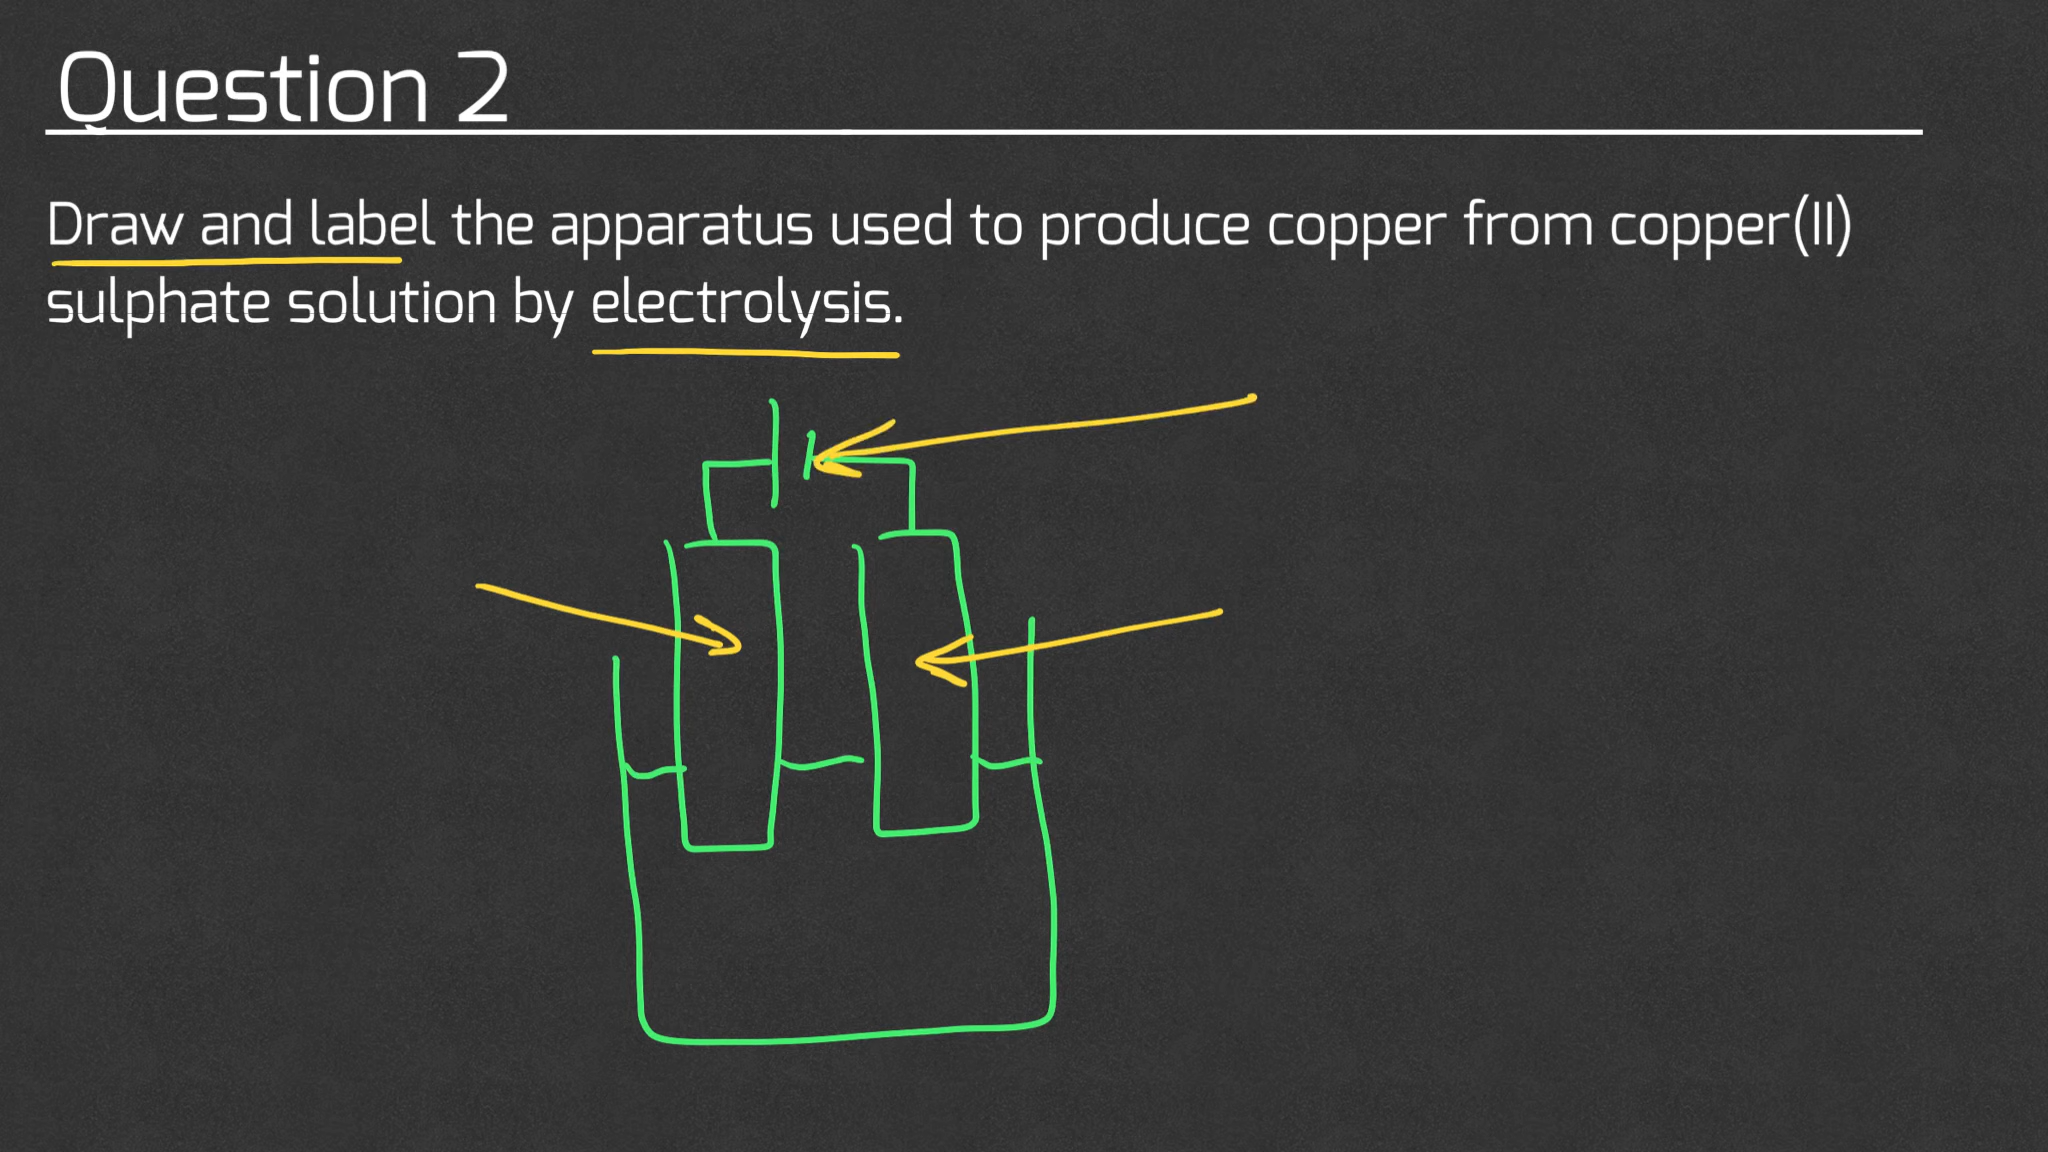 Question 2
Draw and label the apparatus used to produce copper from copper(II)
sulphate solution by electrolysis.